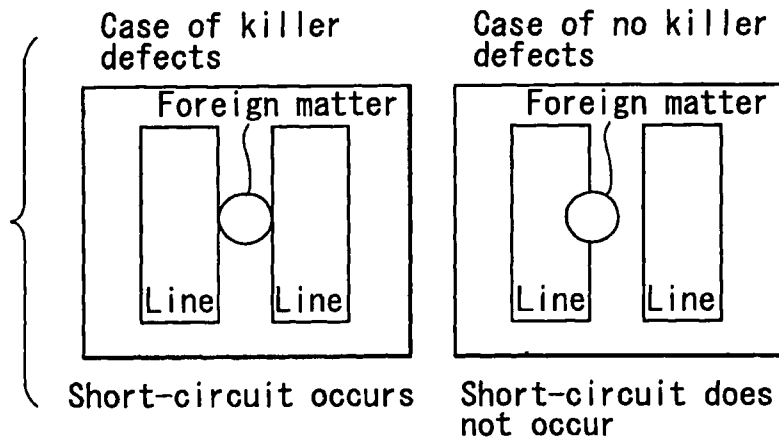 Case of killer
defects
Foreign matter
Line
Line
Short-circuit occurs
Case of no killer
defects
Foreign matter
Line
Line
Short-circuit does
not occur